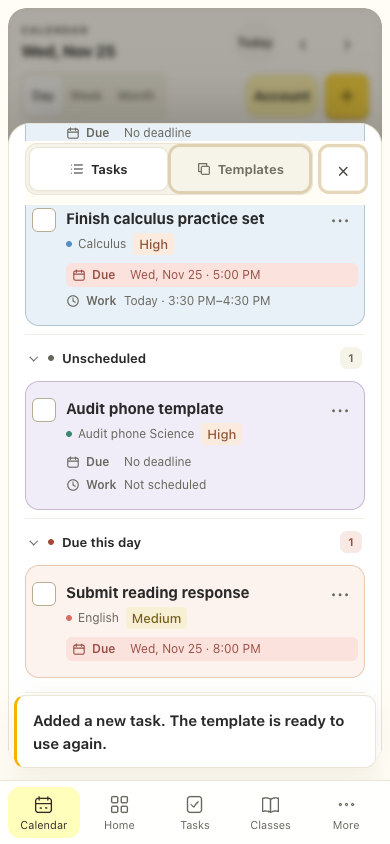 CALENDAR
Wed, Nov 25
Today
Day Week Month
Account
Due No deadline
Tasks Templates
Finish calculus practice set
Calculus High
Due Wed, Nov 25 · 5:00 PM
Work Today · 3:30 PM–4:30 PM
Unscheduled 1
Audit phone template
Audit phone Science High
Due No deadline
Work Not scheduled
Due this day 1
Submit reading response
English Medium
Due Wed, Nov 25 · 8:00 PM
Added a new task. The template is ready to
use again.
Calendar Home Tasks Classes More